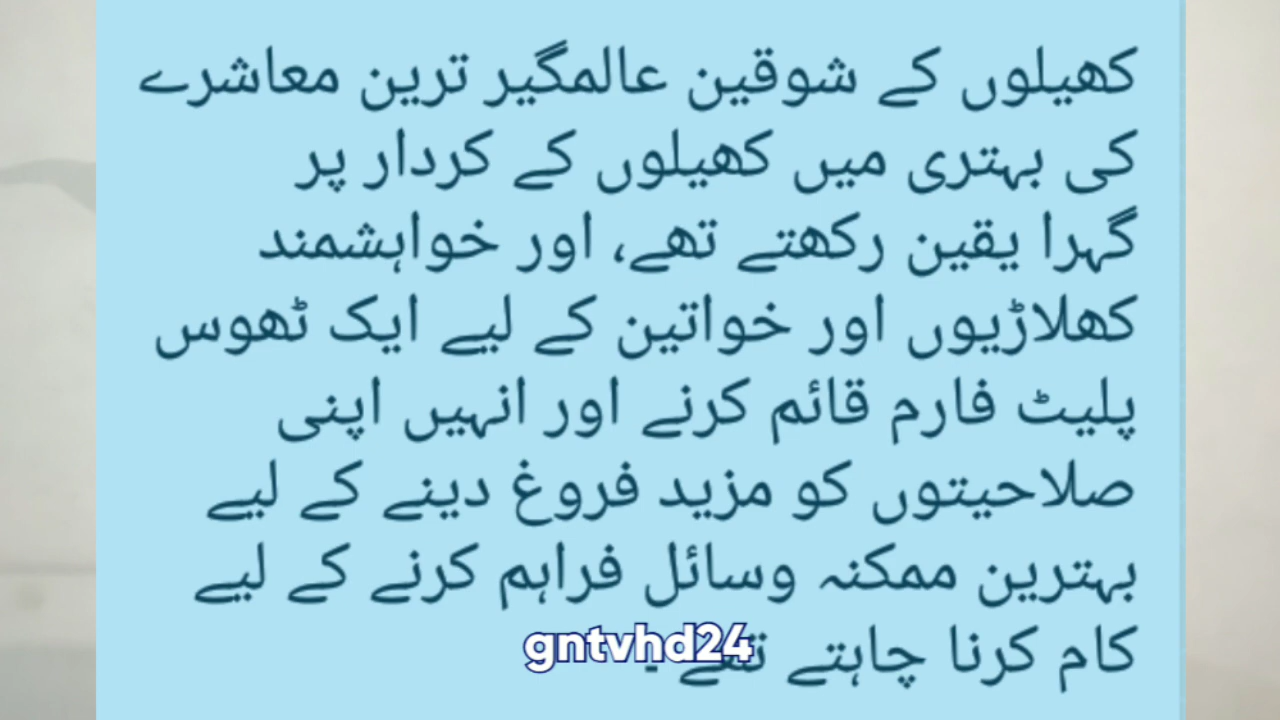 کھیلوں کے شوقین عالمگیر ترین معاشرے
کی بہتری میں کھیلوں کے کردار پر
گہرا یقین رکھتے تھے، اور خواہشمند
کھلاڑیوں اور خواتین کے لیے ایک ٹھوس
پلیٹ فارم قائم کرنے اور انہیں اپنی
صلاحیتوں کو مزید فروغ دینے کے لیے
بہترین ممکنہ وسائل فراہم کرنے کے لیے
کام کرنا چاہتے تھے۔
gntvhd24